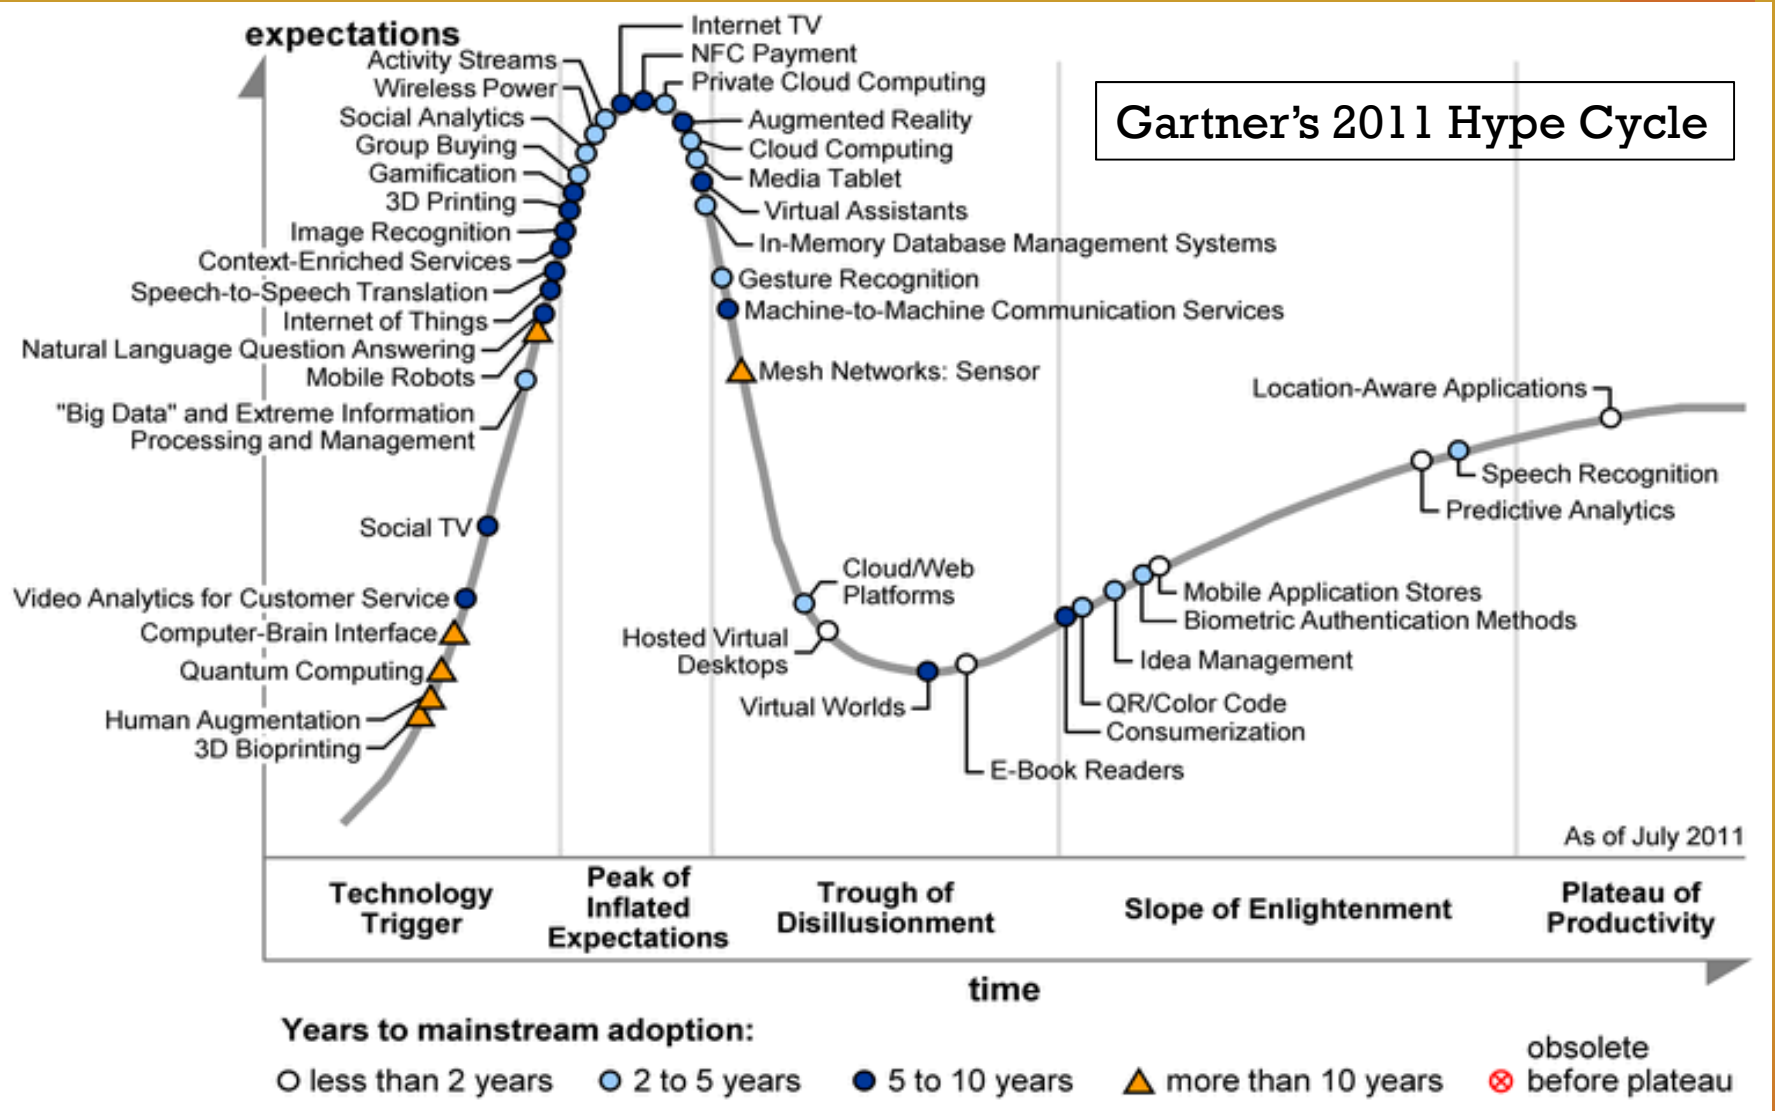 expectations
Gartner's 2011 Hype Cycle
Internet TV
NFC Payment
Private Cloud Computing
Augmented Reality
Cloud Computing
Media Tablet
Virtual Assistants
In-Memory Database Management Systems
Gesture Recognition
Machine-to-Machine Communication Services
Mesh Networks: Sensor
Activity Streams
Wireless Power
Social Analytics
Group Buying
Gamification
3D Printing
Image Recognition
Context-Enriched Services
Speech-to-Speech Translation
Internet of Things
Natural Language Question Answering
Mobile Robots
"Big Data" and Extreme Information
Processing and Management
Social TV
Video Analytics for Customer Service
Computer-Brain Interface
Quantum Computing
Human Augmentation
3D Bioprinting
Cloud/Web
Platforms
Hosted Virtual
Desktops
Virtual Worlds
E-Book Readers
Consumerization
QR/Color Code
Idea Management
Biometric Authentication Methods
Mobile Application Stores
Predictive Analytics
Speech Recognition
Location-Aware Applications
As of July 2011
Technology
Trigger
Peak of
Inflated
Expectations
Trough of
Disillusionment
Slope of Enlightenment
Plateau of
Productivity
time
Years to mainstream adoption:
less than 2 years
2 to 5 years
5 to 10 years
more than 10 years
obsolete
before plateau